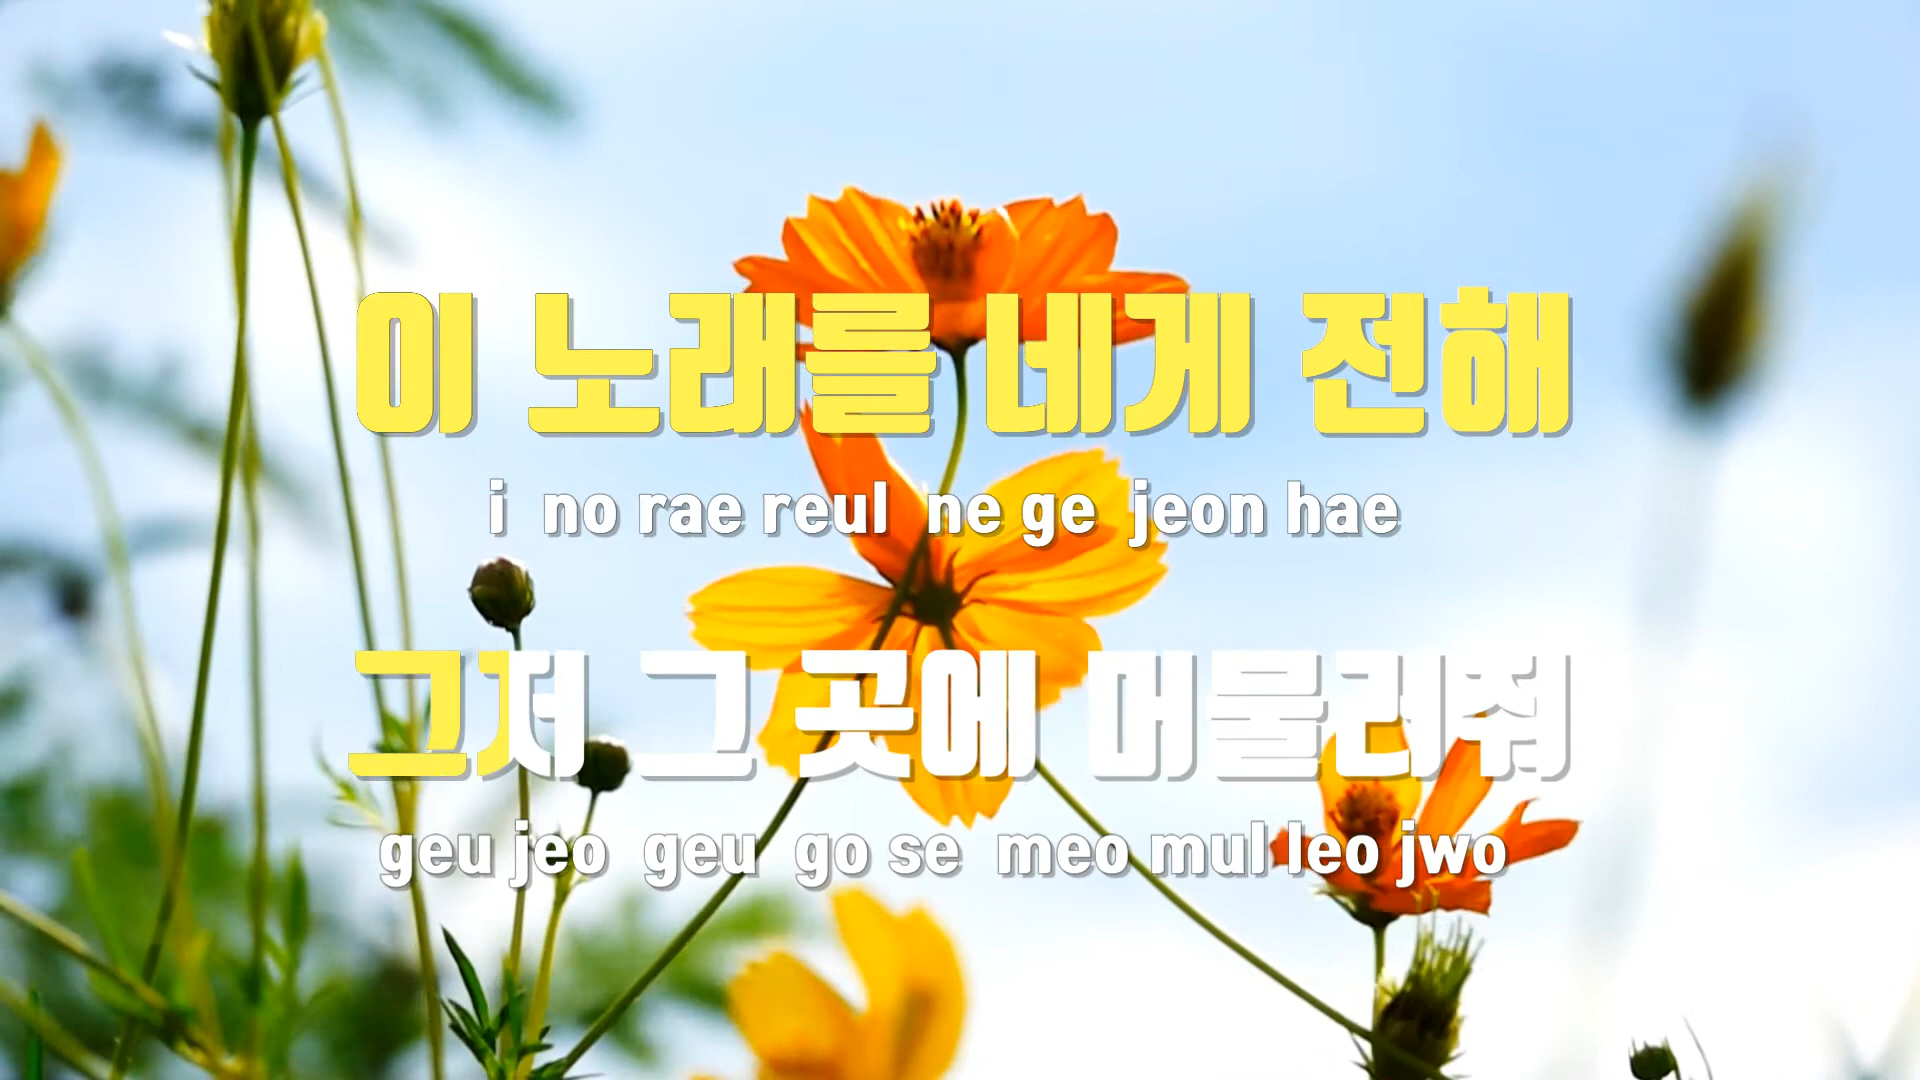 이 노래를 네게 전해
i no rae reul ne ge jeon hae
그저 그 곳에 머물러줘
geu jeo geu go se meo mul leo jwo